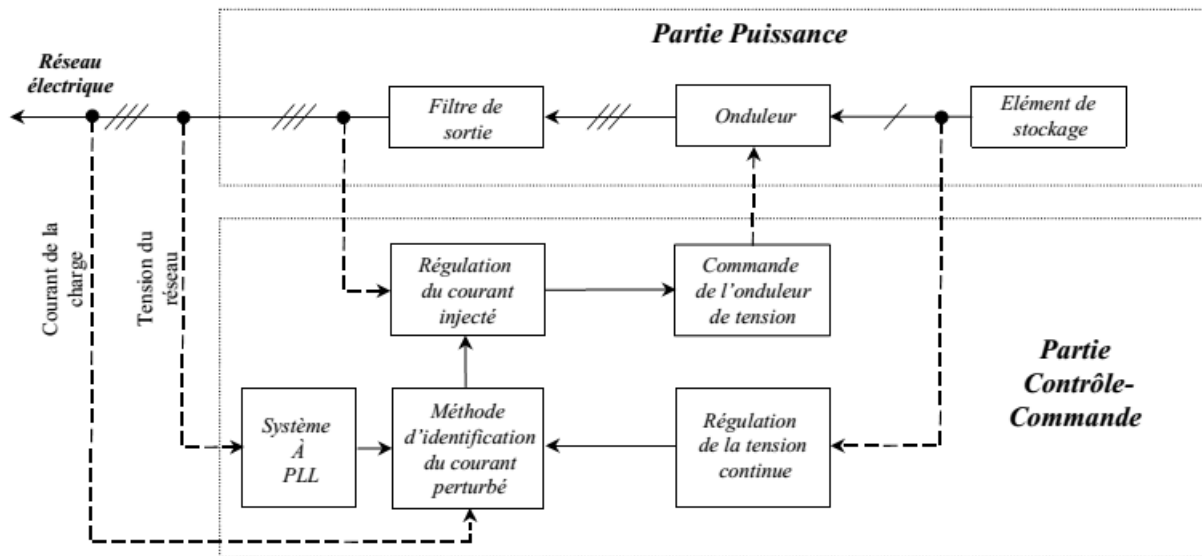 Partie Puissance
Réseau
électrique
Filtre de
sortie
Onduleur
Elément de
stockage
Courant de la
charge
Tension du
réseau
Régulation
du courant
injecté
Commande
de l'onduleur
de tension
Partie
Contrôle-
Commande
Système
À
PLL
Méthode
d'identification
du courant
perturbé
Régulation
de la tension
continue